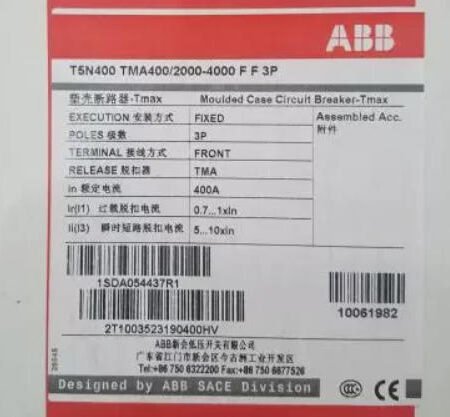 ABB
T5N400 TMA400/2000-4000 F F 3P
塑壳断路器-Tmax Moulded Case Circuit Breaker-Tmax
EXECUTION 安装方式 FIXED Assembled Acc.
附件
POLES 级数 3P
TERMINAL 接线方式 FRONT
RELEASE 脱扣器 TMA
in 额定电流 400A
Ir(I1) 过载脱扣电流 0.7...1xIn
Ii(I3) 瞬时短路脱扣电流 5...10xin
1SDA054437R1
10061982
2T1003523190400HV
ABB新会低压开关有限公司
广东省江门市新会区今古洲工业开发区
Tel:+86 750 6322200 Fax:+86 750 6677526
Designed by ABB SACE Division
CCC CE